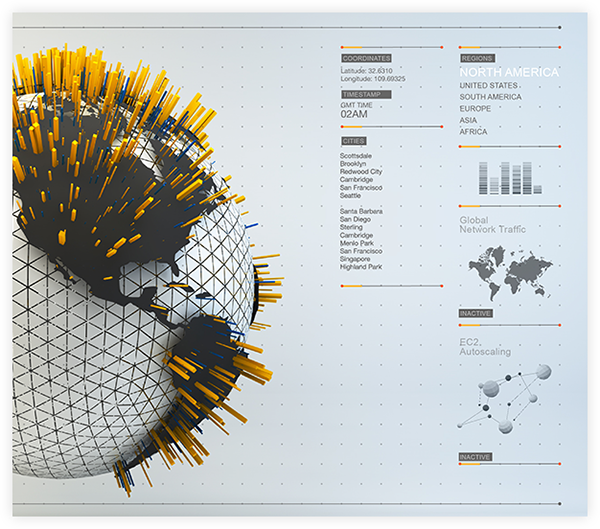 COORDINATES
Latitude: 32.6310
Longitude: 109.69325
TIMESTAMP
GMT TIME
02AM
CITIES
Scottsdale
Brooklyn
Redwood City
Cambridge
San Francisco
Seattle
Santa Barbara
San Diego
Sterling
Cambridge
Menlo Park
San Francisco
Singapore
Highland Park
REGIONS
NORTH AMERICA
UNITED STATES
SOUTH AMERICA
EUROPE
ASIA
AFRICA
Global
Network Traffic
INACTIVE
EC2,
Autoscaling
INACTIVE